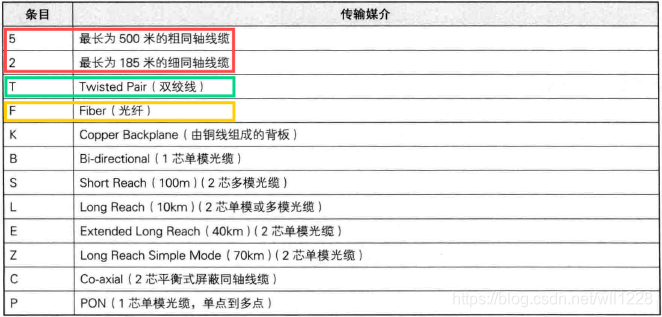 条目 传输媒介
5 最长为 500 米的粗同轴线缆
2 最长为 185 米的细同轴线缆
T Twisted Pair（双绞线）
F Fiber（光纤）
K Copper Backplane（由铜线组成的背板）
B Bi-directional（1 芯单模光缆）
S Short Reach（100m）（2 芯多模光缆）
L Long Reach（10km）（2 芯单模或多模光缆）
E Extended Long Reach（40km）（2 芯单模光缆）
Z Long Reach Simple Mode（70km）（2 芯单模光缆）
C Co-axial（2 芯平衡式屏蔽同轴线缆）
P PON（1 芯单模光缆，单点到多点）
https://blog.csdn.net/wll1228